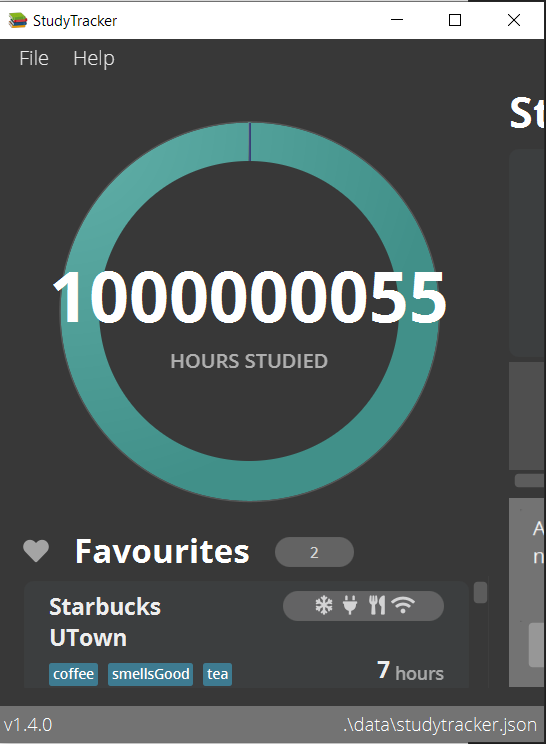 StudyTracker
File Help
St
1000000055
HOURS STUDIED
Favourites 2
Starbucks
UTown
coffee smellsGood tea
7 hours
A
n
v1.4.0 .\data\studytracker.json